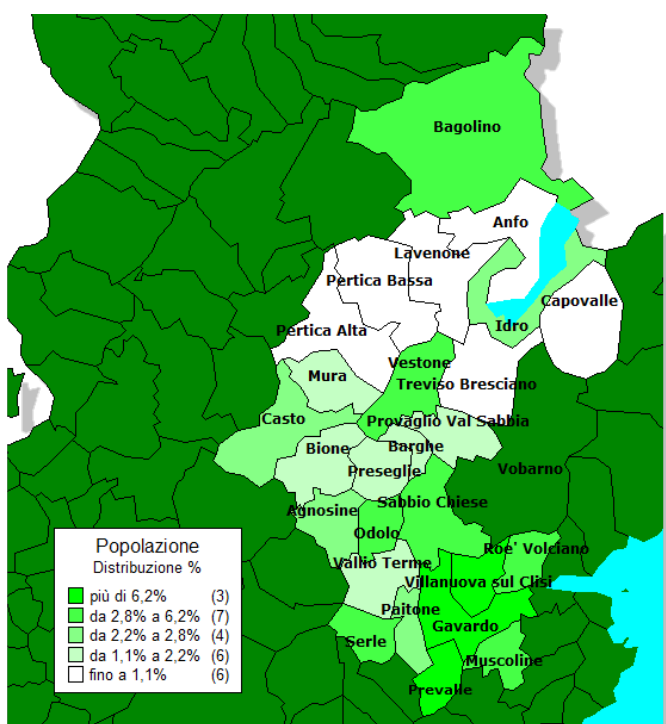 Bagolino
Anfo
Lavenone
Pertica Bassa
Capovalle
Idro
Pertica Alta
Vestone
Mura
Treviso Bresciano
Casto
Provaglio Val Sabbia
Bione
Barghe
Preseglie
Vobarno
Sabbio Chiese
Agnosine
Odolo
Roe' Volciano
Vallio Terme
Villanuova sul Clisi
Paitone
Gavardo
Serle
Muscoline
Prevalle
Popolazione
Distribuzione %
più di 6,2% (3)
da 2,8% a 6,2% (7)
da 2,2% a 2,8% (4)
da 1,1% a 2,2% (6)
fino a 1,1% (6)